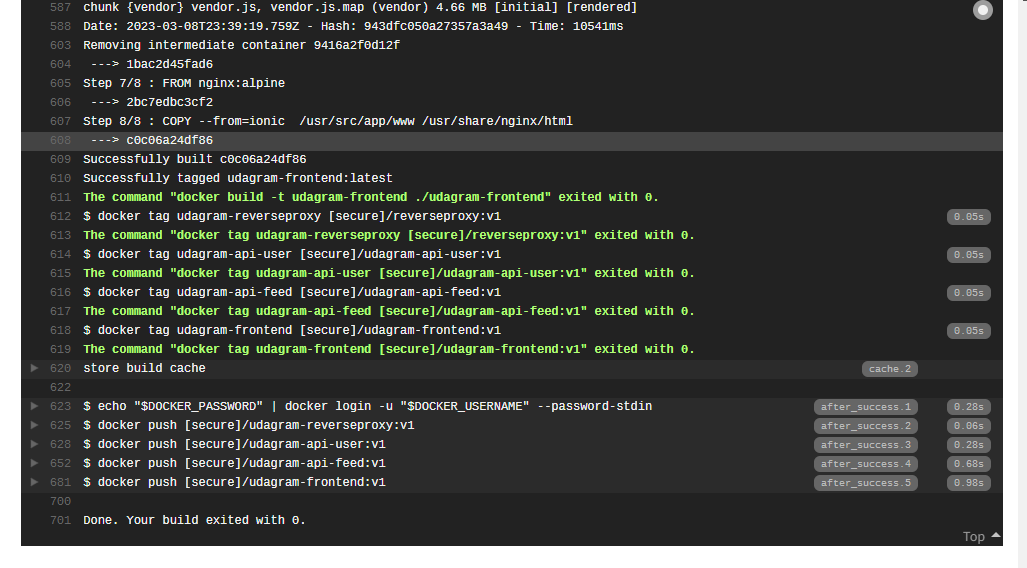 587 chunk {vendor} vendor.js, vendor.js.map (vendor) 4.66 MB [initial] [rendered]
588 Date: 2023-03-08T23:39:19.759Z - Hash: 943dfc050a27357a3a49 - Time: 10541ms
603 Removing intermediate container 9416a2f0d12f
604  ---> 1bac2d45fad6
605 Step 7/8 : FROM nginx:alpine
606  ---> 2bc7edbc3cf2
607 Step 8/8 : COPY --from=ionic  /usr/src/app/www /usr/share/nginx/html
608  ---> c0c06a24df86
609 Successfully built c0c06a24df86
610 Successfully tagged udagram-frontend:latest
611 The command "docker build -t udagram-frontend ./udagram-frontend" exited with 0.
612 $ docker tag udagram-reverseproxy [secure]/reverseproxy:v1 0.05s
613 The command "docker tag udagram-reverseproxy [secure]/reverseproxy:v1" exited with 0.
614 $ docker tag udagram-api-user [secure]/udagram-api-user:v1 0.05s
615 The command "docker tag udagram-api-user [secure]/udagram-api-user:v1" exited with 0.
616 $ docker tag udagram-api-feed [secure]/udagram-api-feed:v1 0.05s
617 The command "docker tag udagram-api-feed [secure]/udagram-api-feed:v1" exited with 0.
618 $ docker tag udagram-frontend [secure]/udagram-frontend:v1 0.05s
619 The command "docker tag udagram-frontend [secure]/udagram-frontend:v1" exited with 0.
620 store build cache cache.2
622
623 $ echo "$DOCKER_PASSWORD" | docker login -u "$DOCKER_USERNAME" --password-stdin after_success.1 0.28s
625 $ docker push [secure]/udagram-reverseproxy:v1 after_success.2 0.06s
628 $ docker push [secure]/udagram-api-user:v1 after_success.3 0.28s
652 $ docker push [secure]/udagram-api-feed:v1 after_success.4 0.68s
681 $ docker push [secure]/udagram-frontend:v1 after_success.5 0.98s
700
701 Done. Your build exited with 0.
Top